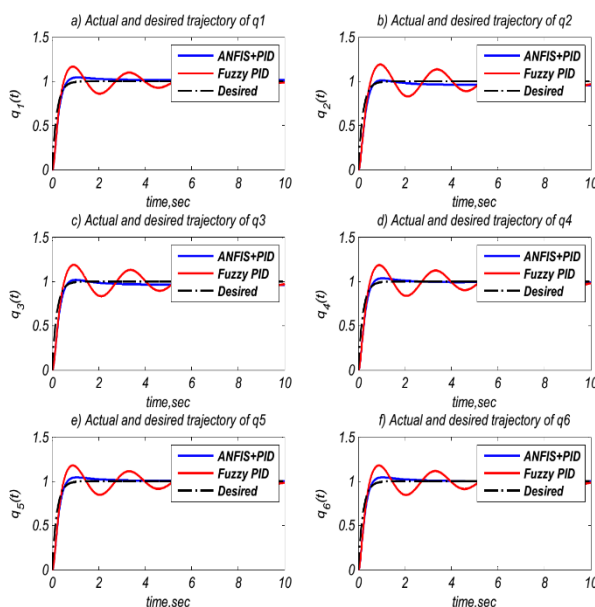 a) Actual and desired trajectory of q1
1.5
1
0.5
0
q1(t)
ANFIS+PID
Fuzzy PID
Desired
0 2 4 6 8 10
time,sec
b) Actual and desired trajectory of q2
1.5
1
0.5
0
q2(t)
ANFIS+PID
Fuzzy PID
Desired
0 2 4 6 8 10
time,sec
c) Actual and desired trajectory of q3
1.5
1
0.5
0
q3(t)
ANFIS+PID
Fuzzy PID
Desired
0 2 4 6 8 10
time,sec
d) Actual and desired trajectory of q4
1.5
1
0.5
0
q4(t)
ANFIS+PID
Fuzzy PID
Desired
0 2 4 6 8 10
time,sec
e) Actual and desired trajectory of q5
1.5
1
0.5
0
q5(t)
ANFIS+PID
Fuzzy PID
Desired
0 2 4 6 8 10
time,sec
f) Actual and desired trajectory of q6
1.5
1
0.5
0
q6(t)
ANFIS+PID
Fuzzy PID
Desired
0 2 4 6 8 10
time,sec